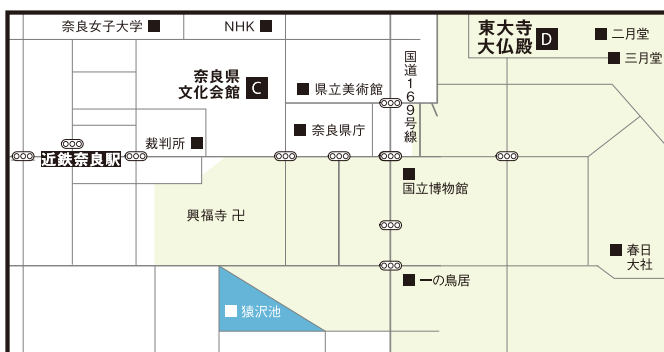 奈良女子大学
NHK
東大寺
大仏殿
D
二月堂
三月堂
国道169号線
奈良県
文化会館
C
県立美術館
奈良県庁
裁判所
近鉄奈良駅
国立博物館
興福寺 卍
春日
大社
一の鳥居
猿沢池